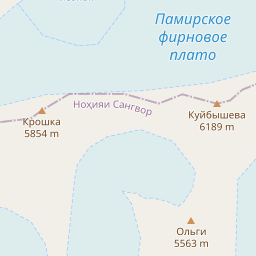 Памирское
фирновое
плато
Ноҳияи Сангвор
Крошка
5854 m
Куйбышева
6189 m
Ольги
5563 m